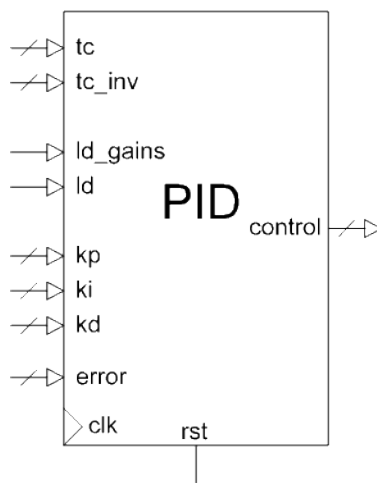 tc
tc_inv
ld_gains
ld
PID
control
kp
ki
kd
error
clk
rst